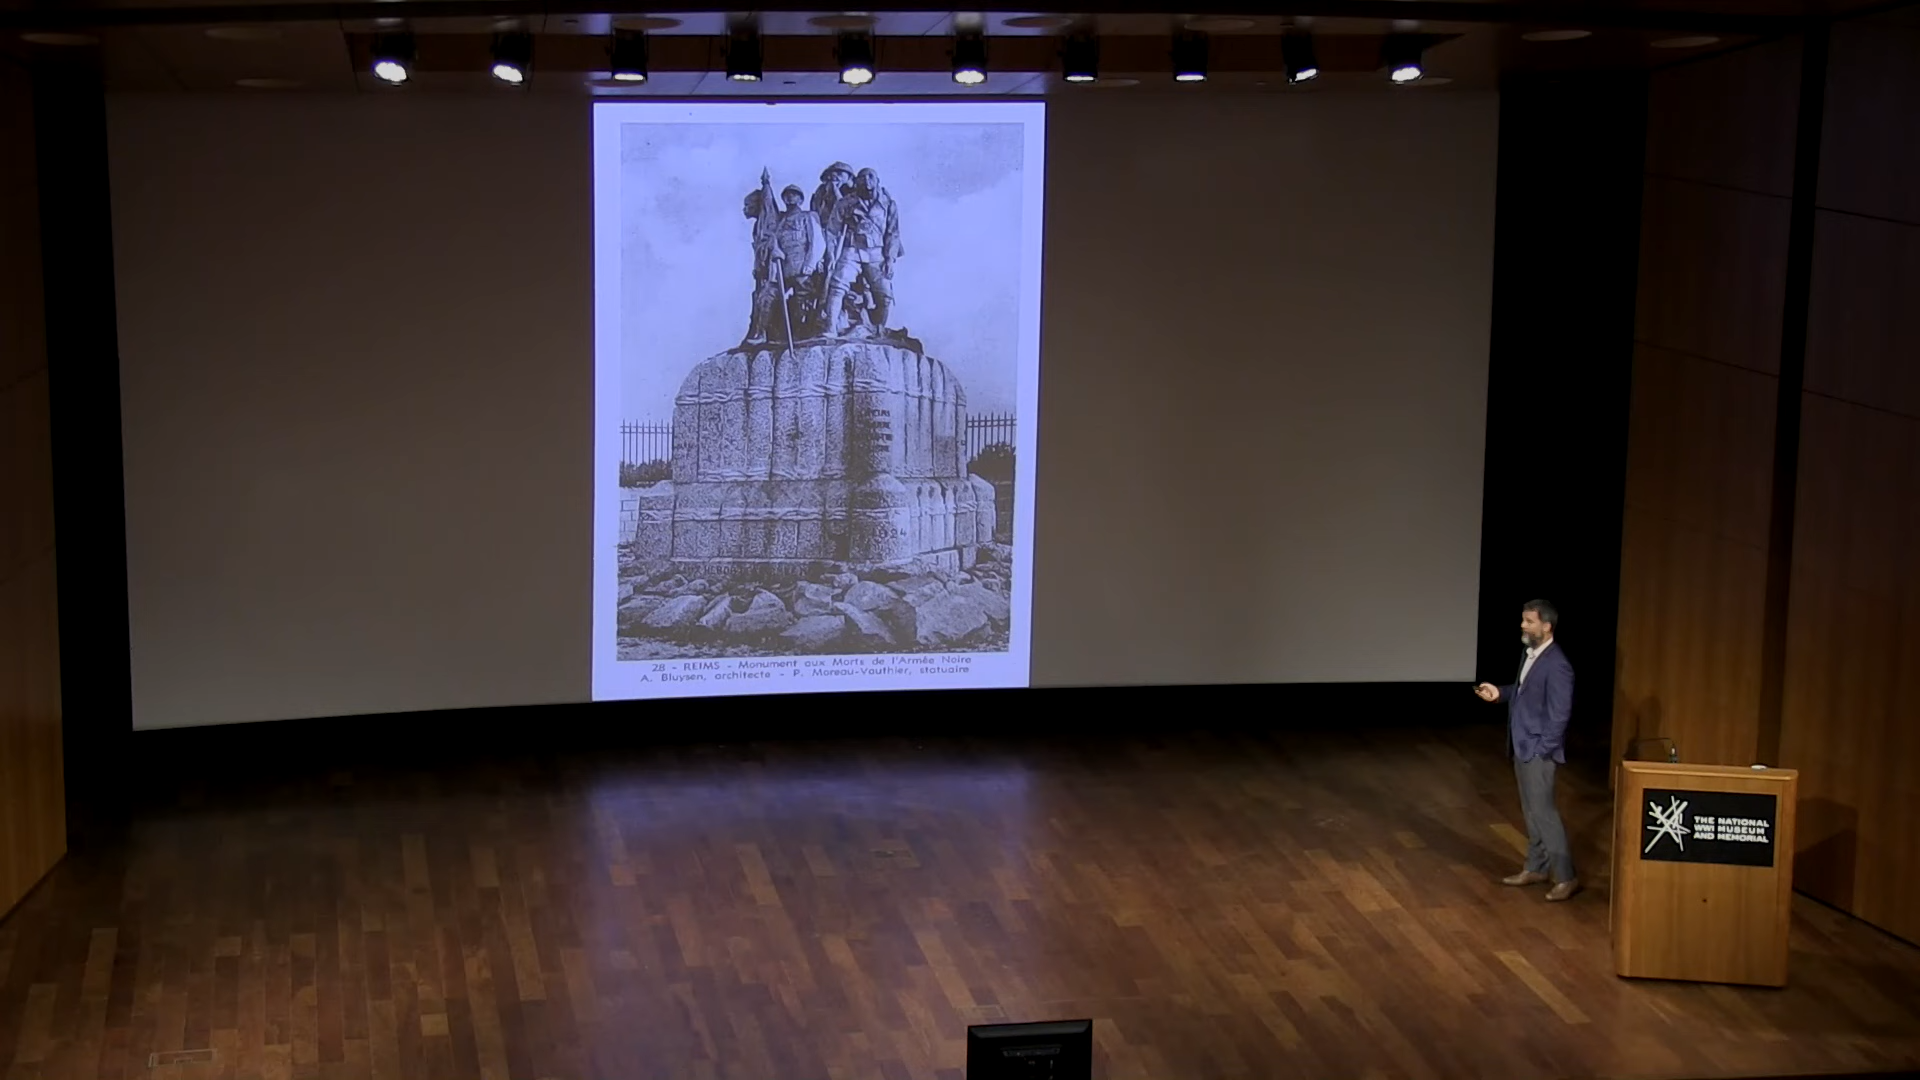 28 - REIMS - Monument aux Morts de l'Armée Noire
A. Bluysen, architecte - P. Moreau-Vauthier, statuaire
1924
THE NATIONAL
WWI MUSEUM
AND MEMORIAL